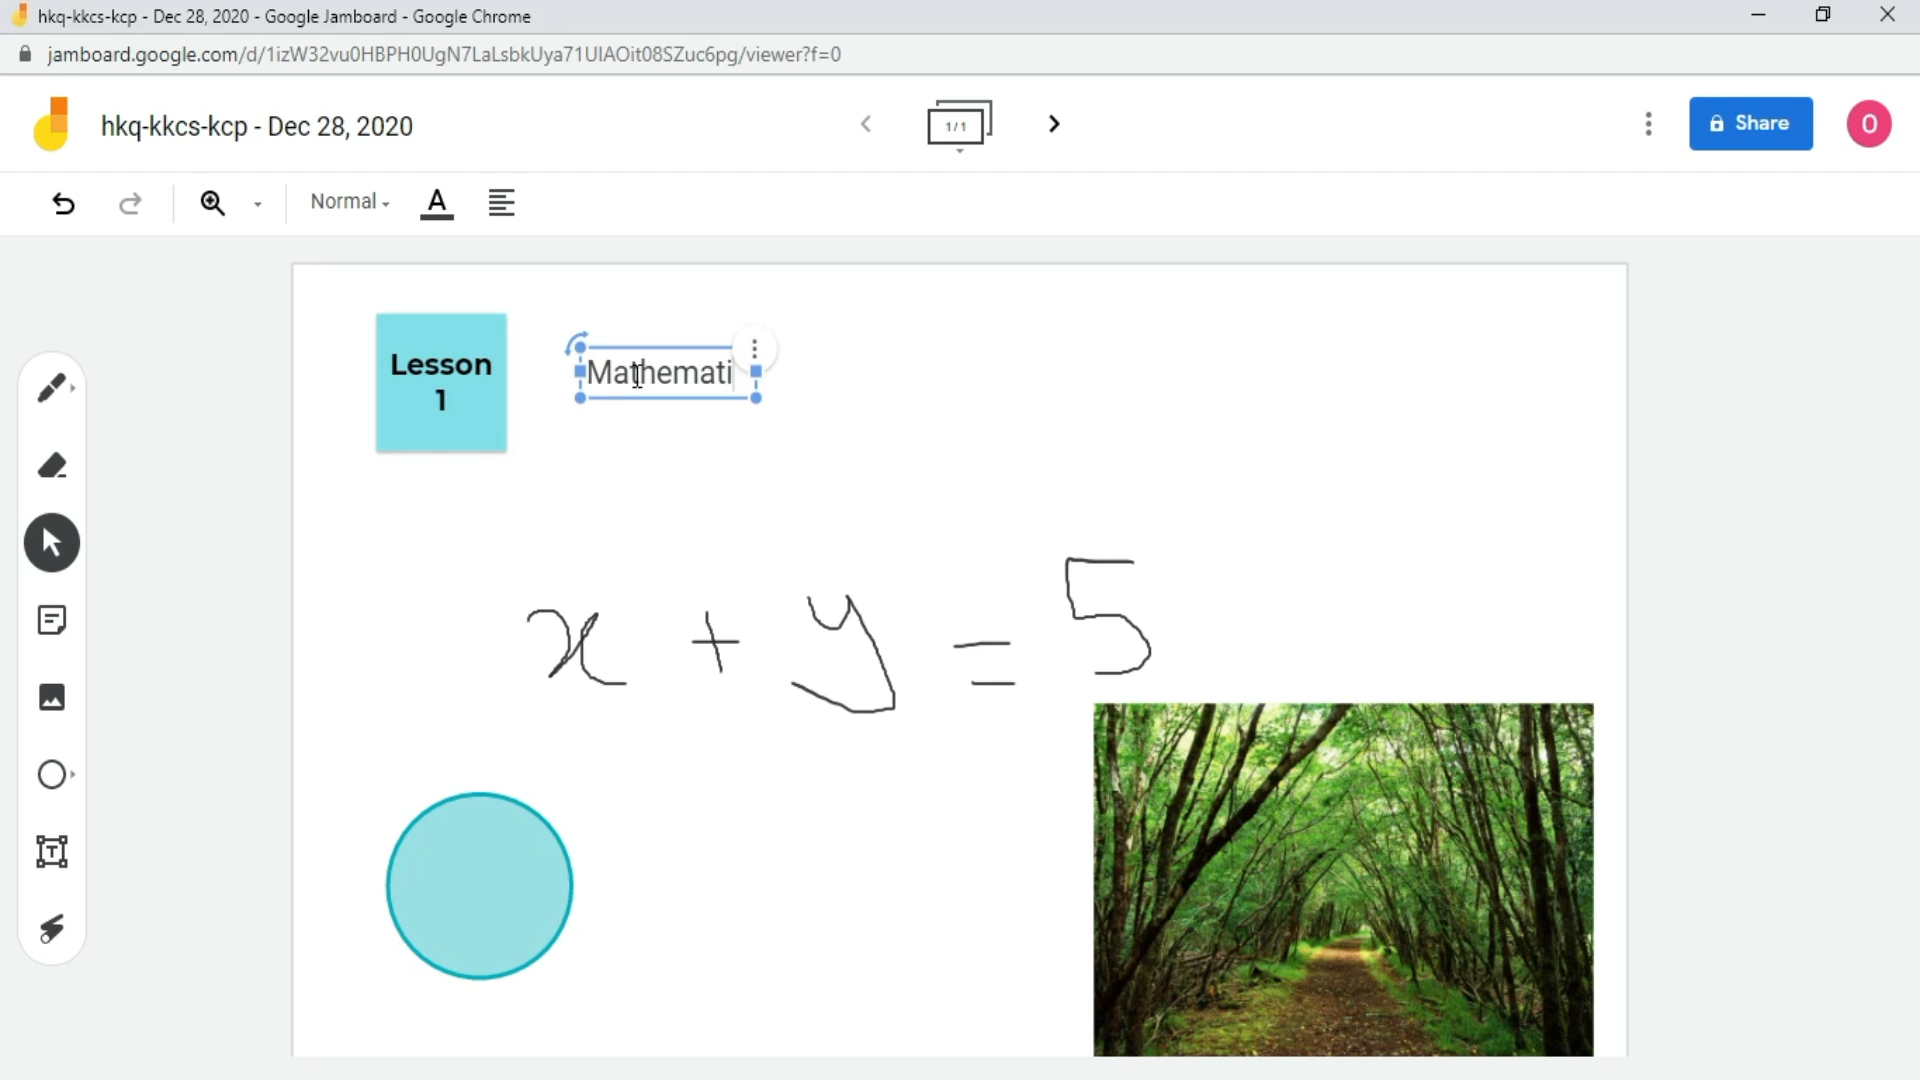 hkq-kkcs-kcp - Dec 28, 2020 - Google Jamboard - Google Chrome
jamboard.google.com/d/1izW32vu0HBPH0UgN7LaLsbkUya71UIAOit08SZuc6pg/viewer?f=0
hkq-kkcs-kcp - Dec 28, 2020
1/1
Share
O
Normal
A
Lesson
1
Mathemati
x + y = 5